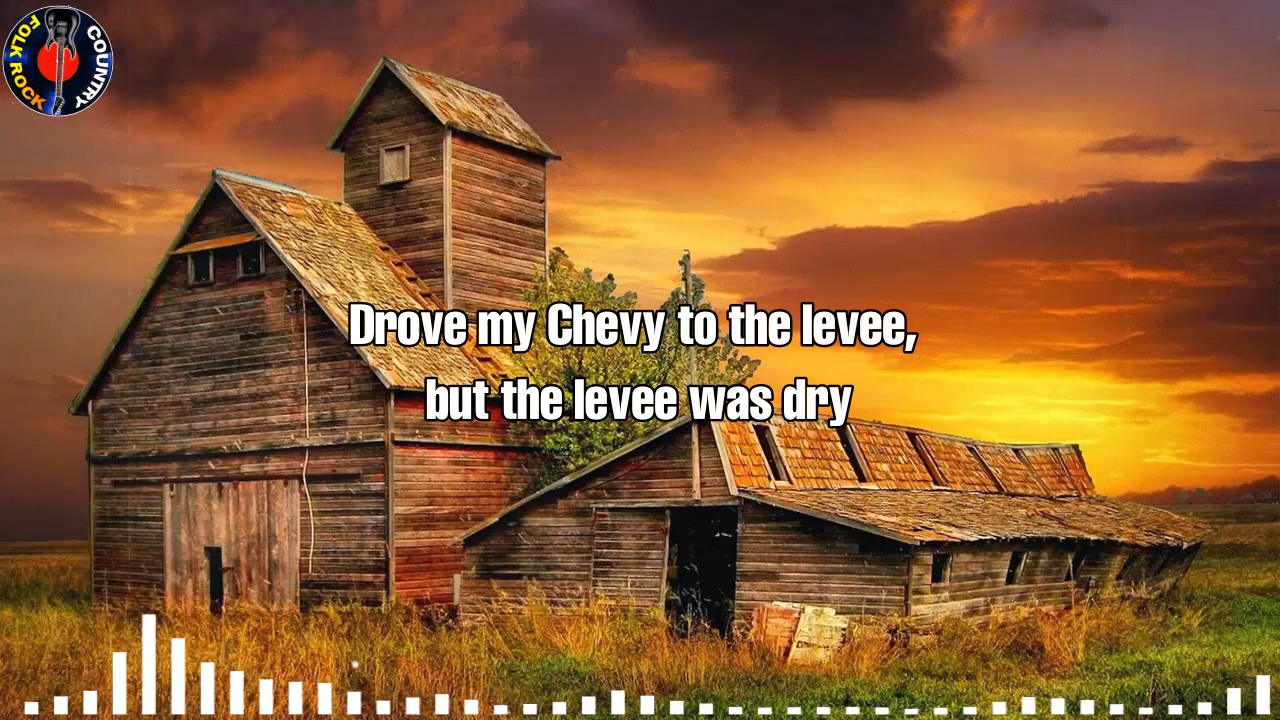 FOLK ROCK
COUNTRY
Drove my Chevy to the levee,
but the levee was dry